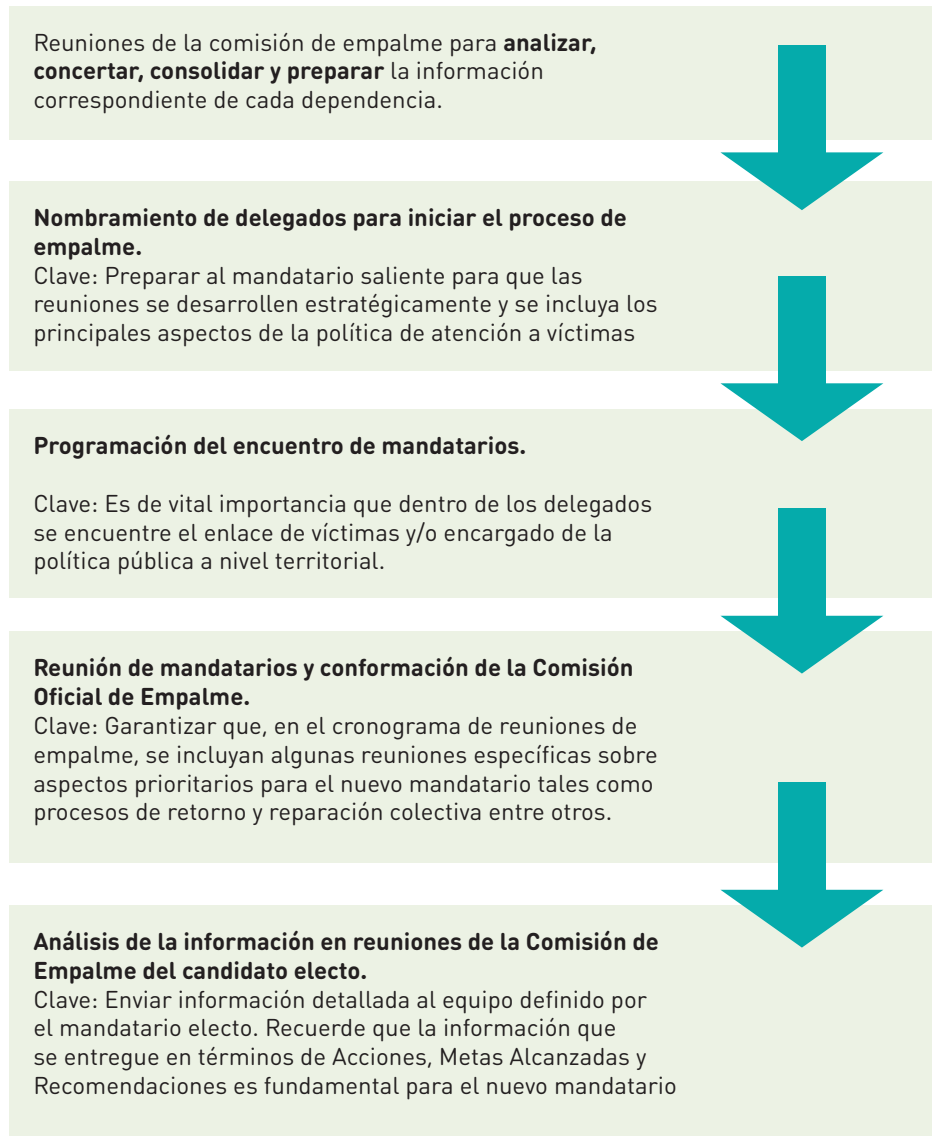 Reuniones de la comisión de empalme para analizar,
concertar, consolidar y preparar la información
correspondiente de cada dependencia.
Nombramiento de delegados para iniciar el proceso de
empalme.
Clave: Preparar al mandatario saliente para que las
reuniones se desarrollen estratégicamente y se incluya los
principales aspectos de la política de atención a víctimas
Programación del encuentro de mandatarios.
Clave: Es de vital importancia que dentro de los delegados
se encuentre el enlace de víctimas y/o encargado de la
política pública a nivel territorial.
Reunión de mandatarios y conformación de la Comisión
Oficial de Empalme.
Clave: Garantizar que, en el cronograma de reuniones de
empalme, se incluyan algunas reuniones específicas sobre
aspectos prioritarios para el nuevo mandatario tales como
procesos de retorno y reparación colectiva entre otros.
Análisis de la información en reuniones de la Comisión de
Empalme del candidato electo.
Clave: Enviar información detallada al equipo definido por
el mandatario electo. Recuerde que la información que
se entregue en términos de Acciones, Metas Alcanzadas y
Recomendaciones es fundamental para el nuevo mandatario